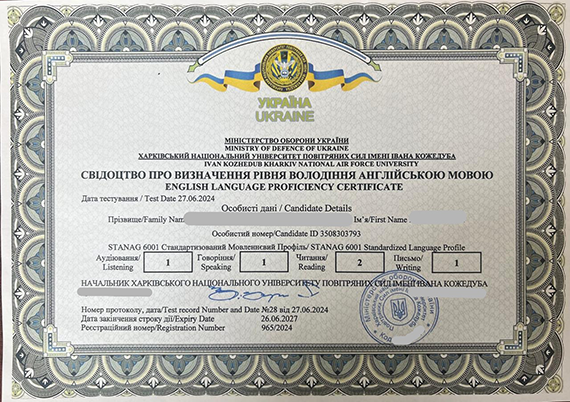 УКРАЇНА
UKRAINE
МІНІСТЕРСТВО ОБОРОНИ УКРАЇНИ
MINISTRY OF DEFENCE OF UKRAINE
ХАРКІВСЬКИЙ НАЦІОНАЛЬНИЙ УНІВЕРСИТЕТ ПОВІТРЯНИХ СИЛ ІМЕНІ ІВАНА КОЖЕДУБА
IVAN KOZHEDUB KHARKIV NATIONAL AIR FORCE UNIVERSITY
СВІДОЦТВО ПРО ВИЗНАЧЕННЯ РІВНЯ ВОЛОДІННЯ АНГЛІЙСЬКОЮ МОВОЮ
ENGLISH LANGUAGE PROFICIENCY CERTIFICATE
Дата тестування / Test Date 27.06.2024
Особисті дані / Candidate Details
Прізвище/Family Nam Ім'я/First Name
Особистий номер/Candidate ID 3508303793
STANAG 6001 Стандартизований Мовленнєвий Профіль/ STANAG 6001 Standardized Language Profile
Аудіювання/ Говоріння/ Читання/ Письмо/
1 1 2 1
Listening Speaking Reading Writing
НАЧАЛЬНИК ХАРКІВСЬКОГО НАЦІОНАЛЬНОГО УНІВЕРСИТЕТУ ПОВІТРЯНИХ СИЛ ІМЕНІ ІВАНА КОЖЕДУБА
Номер протоколу, дата/Test record Number and Date №28 від 27.06.2024
Дата закінчення строку дії/Expiry Date 26.06.2027
Реєстраційний номер/Registration Number 965/2024